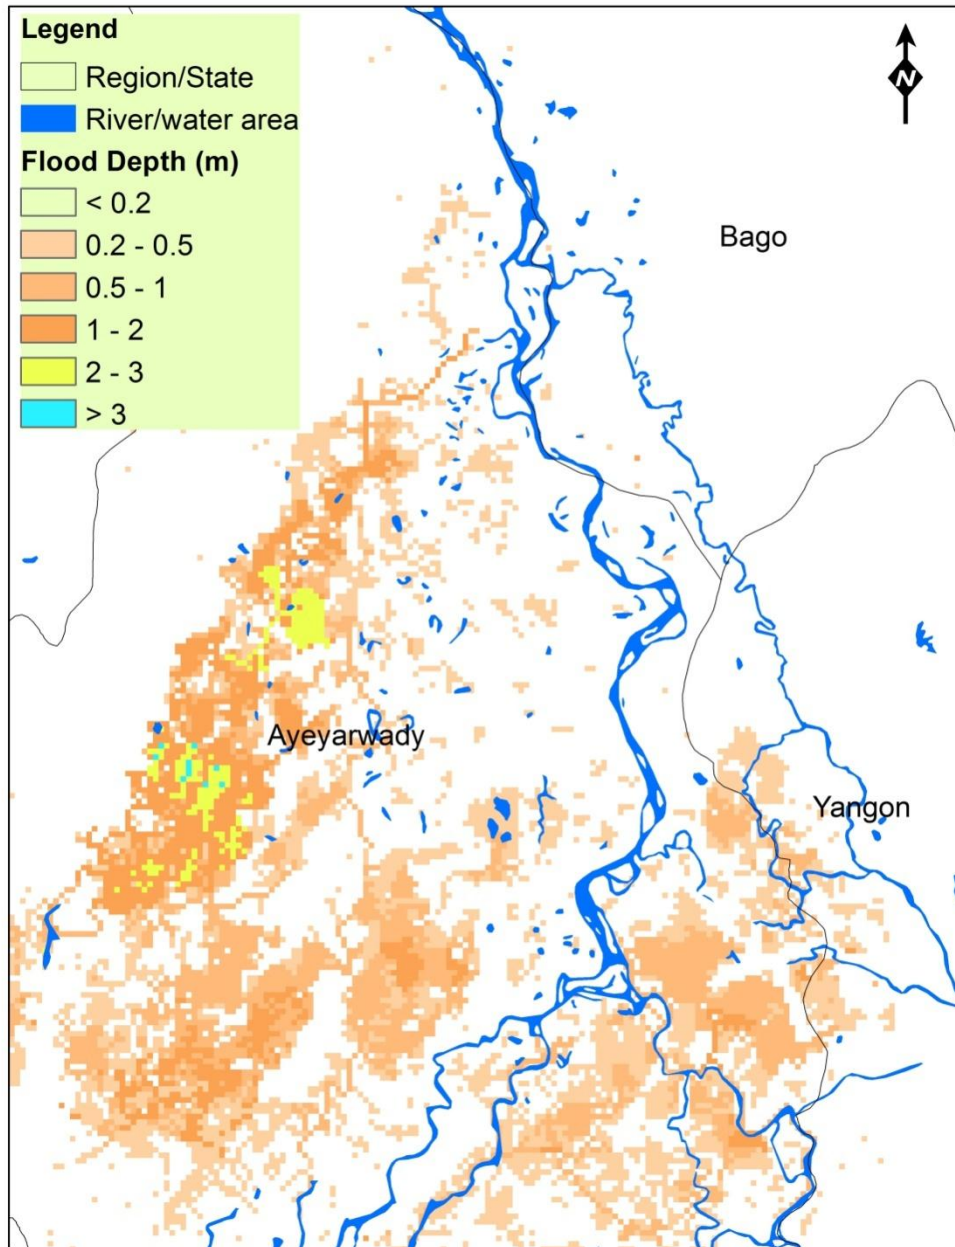 Legend
Region/State
River/water area
Flood Depth (m)
< 0.2
0.2 - 0.5
0.5 - 1
1 - 2
2 - 3
> 3
N
Bago
Ayeyarwady
Yangon